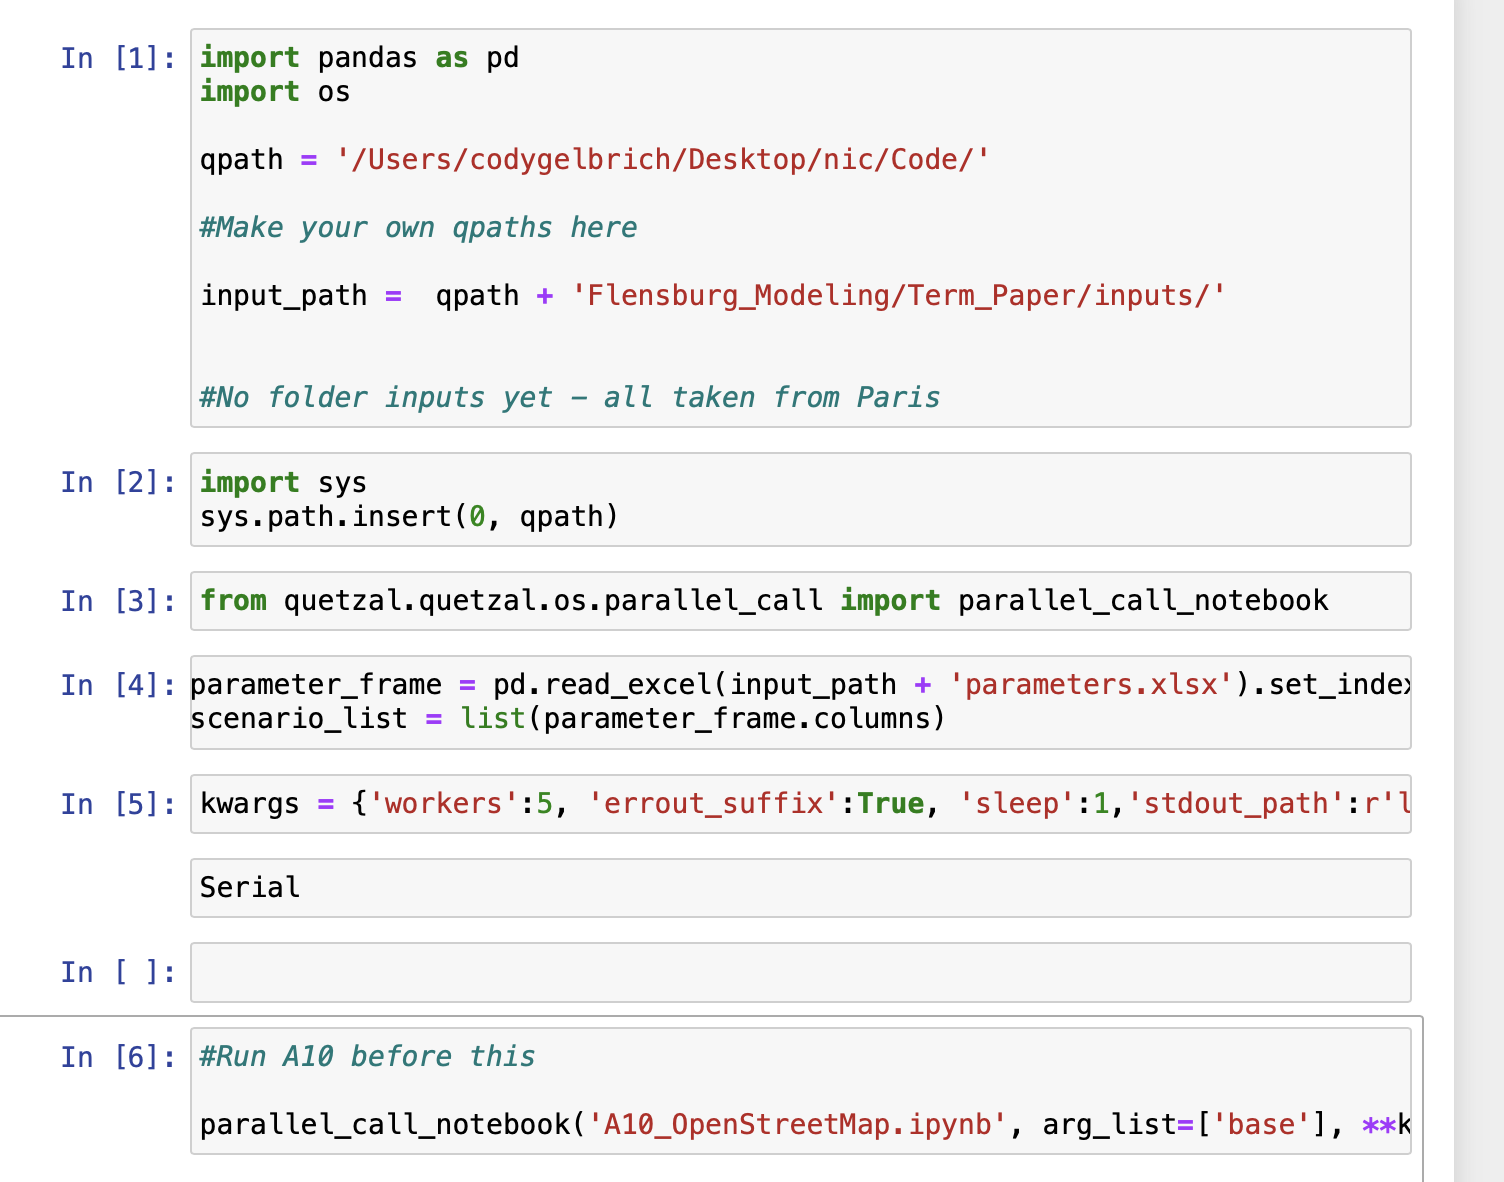 In [1]:
import pandas as pd
import os
qpath = '/Users/codygelbrich/Desktop/nic/Code/'
#Make your own qpaths here
input_path =  qpath + 'Flensburg_Modeling/Term_Paper/inputs/'
#No folder inputs yet – all taken from Paris
In [2]:
import sys
sys.path.insert(0, qpath)
In [3]:
from quetzal.quetzal.os.parallel_call import parallel_call_notebook
In [4]:
parameter_frame = pd.read_excel(input_path + 'parameters.xlsx').set_index
scenario_list = list(parameter_frame.columns)
In [5]:
kwargs = {'workers':5, 'errout_suffix':True, 'sleep':1,'stdout_path':r'l
Serial
In [ ]:
In [6]:
#Run A10 before this
parallel_call_notebook('A10_OpenStreetMap.ipynb', arg_list=['base'], **k